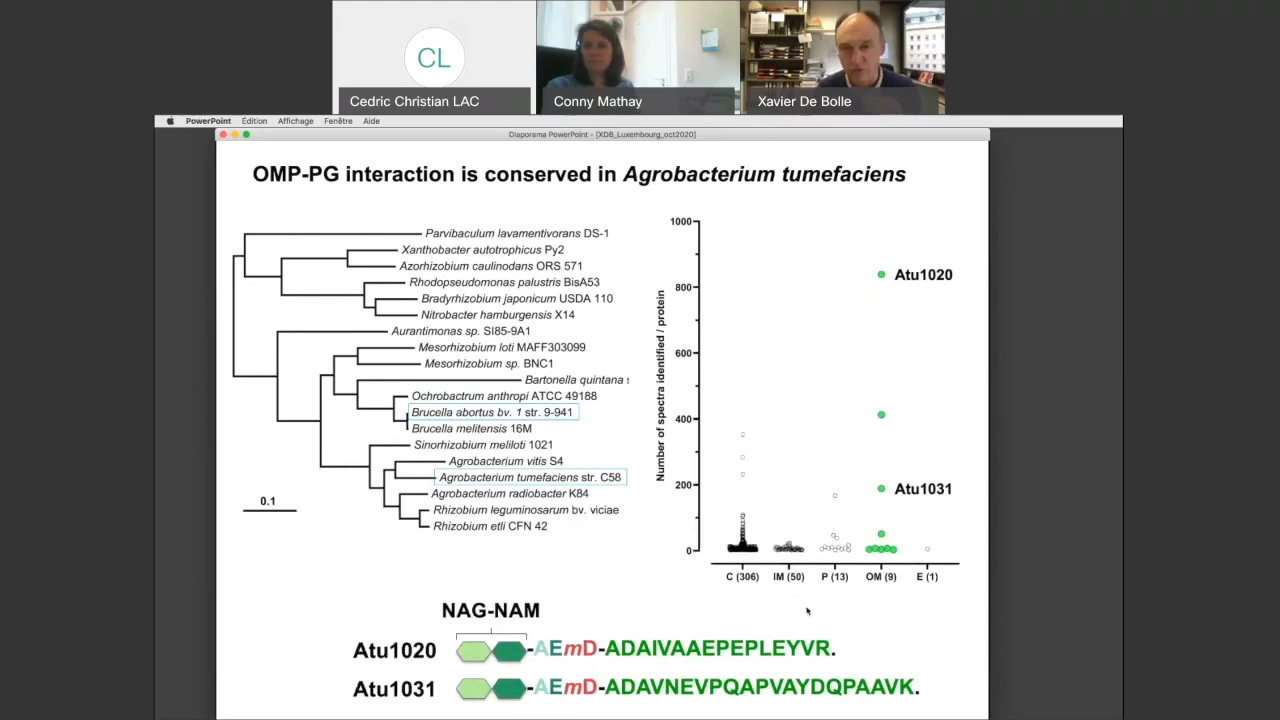 CL
Cedric Christian LAC
Conny Mathay
Xavier De Bolle
PowerPoint Édition Affichage Fenêtre Aide
Diaporama PowerPoint - [XDB_Luxembourg_oct2020]
OMP-PG interaction is conserved in Agrobacterium tumefaciens
Parvibaculum lavamentivorans DS-1
Xanthobacter autotrophicus Py2
Azorhizobium caulinodans ORS 571
Rhodopseudomonas palustris BisA53
Bradyrhizobium japonicum USDA 110
Nitrobacter hamburgensis X14
Aurantimonas sp. SI85-9A1
Mesorhizobium loti MAFF303099
Mesorhizobium sp. BNC1
Bartonella quintana s
Ochrobactrum anthropi ATCC 49188
Brucella abortus bv. 1 str. 9-941
Brucella melitensis 16M
Sinorhizobium meliloti 1021
Agrobacterium vitis S4
Agrobacterium tumefaciens str. C58
Agrobacterium radiobacter K84
Rhizobium leguminosarum bv. viciae
Rhizobium etli CFN 42
0.1
Number of spectra identified / protein
1000
800
600
400
200
0
Atu1020
Atu1031
C (306) IM (50) P (13) OM (9) E (1)
NAG-NAM
Atu1020 -AEmD-ADAIVAAEPEPLEYVR.
Atu1031 -AEmD-ADAVNEVPQAPVAYDQPAAVK.